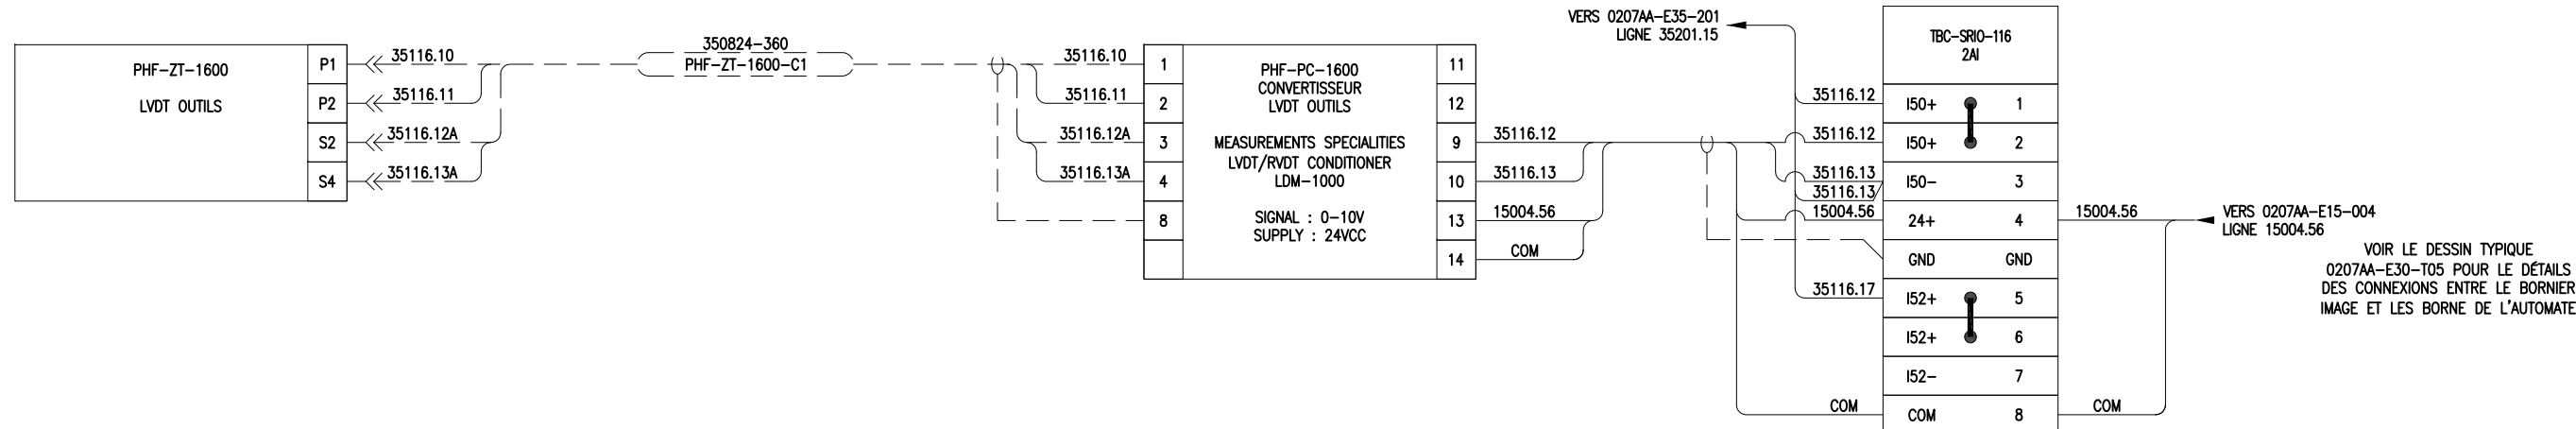 PHF-ZT-1600
LVDT OUTILS
P1
P2
S2
S4
35116.10
35116.11
35116.12A
35116.13A
350824-360
PHF-ZT-1600-C1
35116.10
35116.11
35116.12A
35116.13A
1
2
3
4
8
PHF-PC-1600
CONVERTISSEUR
LVDT OUTILS
MEASUREMENTS SPECIALITIES
LVDT/RVDT CONDITIONER
LDM-1000
SIGNAL : 0-10V
SUPPLY : 24VCC
11
12
9
10
13
14
35116.12
35116.13
15004.56
COM
VERS 0207AA-E35-201
LIGNE 35201.15
35116.12
35116.12
35116.13
35116.13
15004.56
35116.17
COM
TBC-SRIO-116
2AI
I50+ 1
I50+ 2
I50- 3
24+ 4
GND GND
I52+ 5
I52+ 6
I52- 7
COM 8
15004.56
COM
VERS 0207AA-E15-004
LIGNE 15004.56
VOIR LE DESSIN TYPIQUE
0207AA-E30-T05 POUR LE DÉTAILS
DES CONNEXIONS ENTRE LE BORNIER
IMAGE ET LES BORNE DE L'AUTOMATE